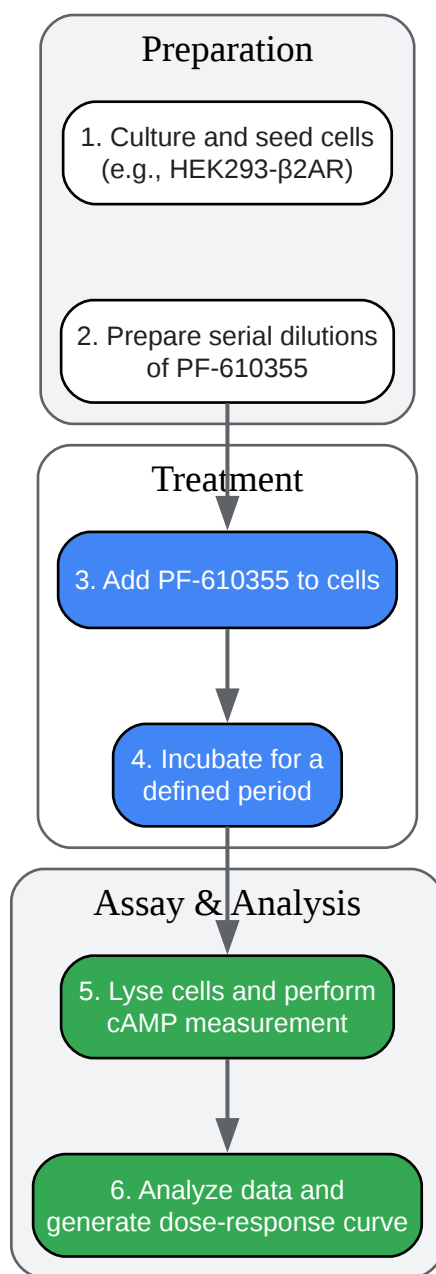 Preparation
1. Culture and seed cells
(e.g., HEK293-β2AR)
2. Prepare serial dilutions
of PF-610355
Treatment
3. Add PF-610355 to cells
4. Incubate for a
defined period
Assay & Analysis
5. Lyse cells and perform
cAMP measurement
6. Analyze data and
generate dose-response curve